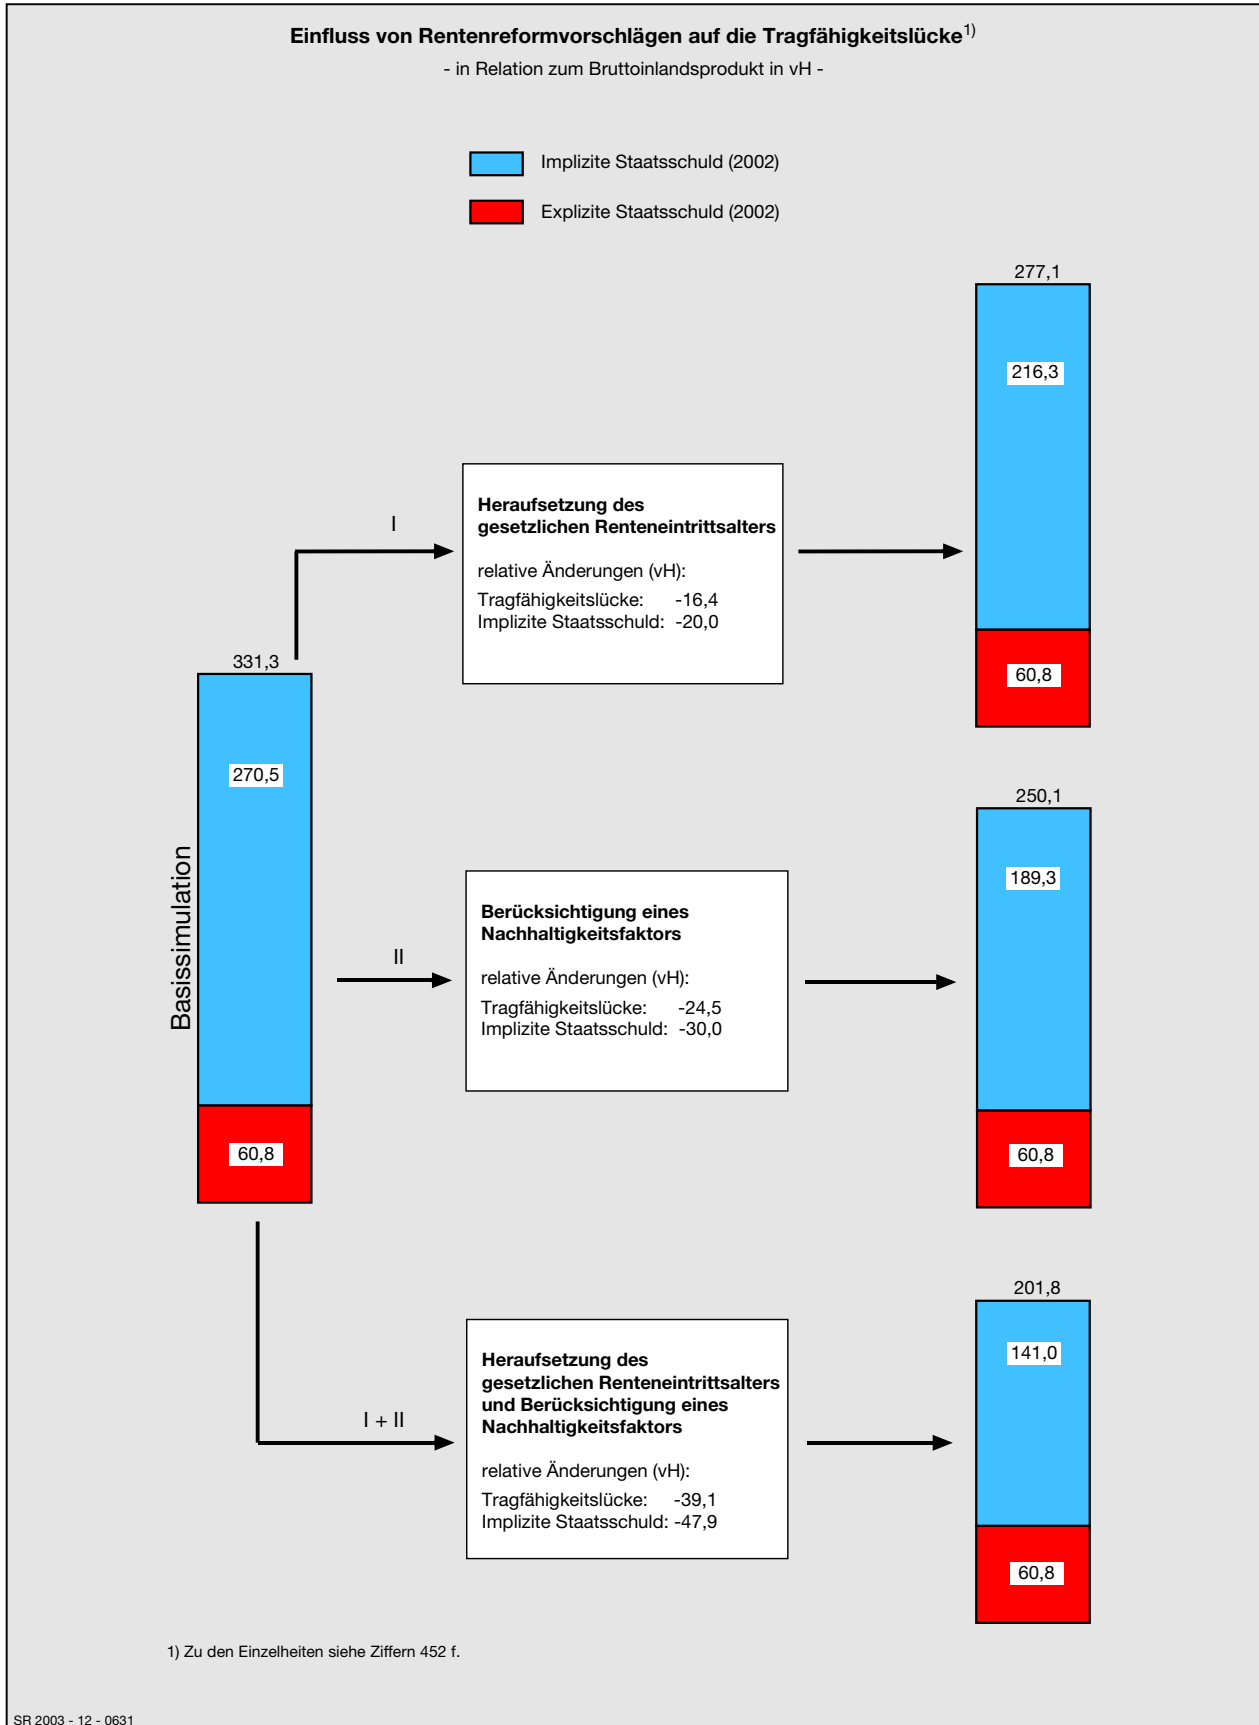 Einfluss von Rentenreformvorschlägen auf die Tragfähigkeitslücke1)
- in Relation zum Bruttoinlandsprodukt in vH -
Implizite Staatsschuld (2002)
Explizite Staatsschuld (2002)
Basissimulation
331,3
270,5
60,8
I
Heraufsetzung des
gesetzlichen Renteneintrittsalters
relative Änderungen (vH):
Tragfähigkeitslücke: -16,4
Implizite Staatsschuld: -20,0
277,1
216,3
60,8
II
Berücksichtigung eines
Nachhaltigkeitsfaktors
relative Änderungen (vH):
Tragfähigkeitslücke: -24,5
Implizite Staatsschuld: -30,0
250,1
189,3
60,8
I + II
Heraufsetzung des
gesetzlichen Renteneintrittsalters
und Berücksichtigung eines
Nachhaltigkeitsfaktors
relative Änderungen (vH):
Tragfähigkeitslücke: -39,1
Implizite Staatsschuld: -47,9
201,8
141,0
60,8
1) Zu den Einzelheiten siehe Ziffern 452 f.
SR 2003 - 12 - 0631